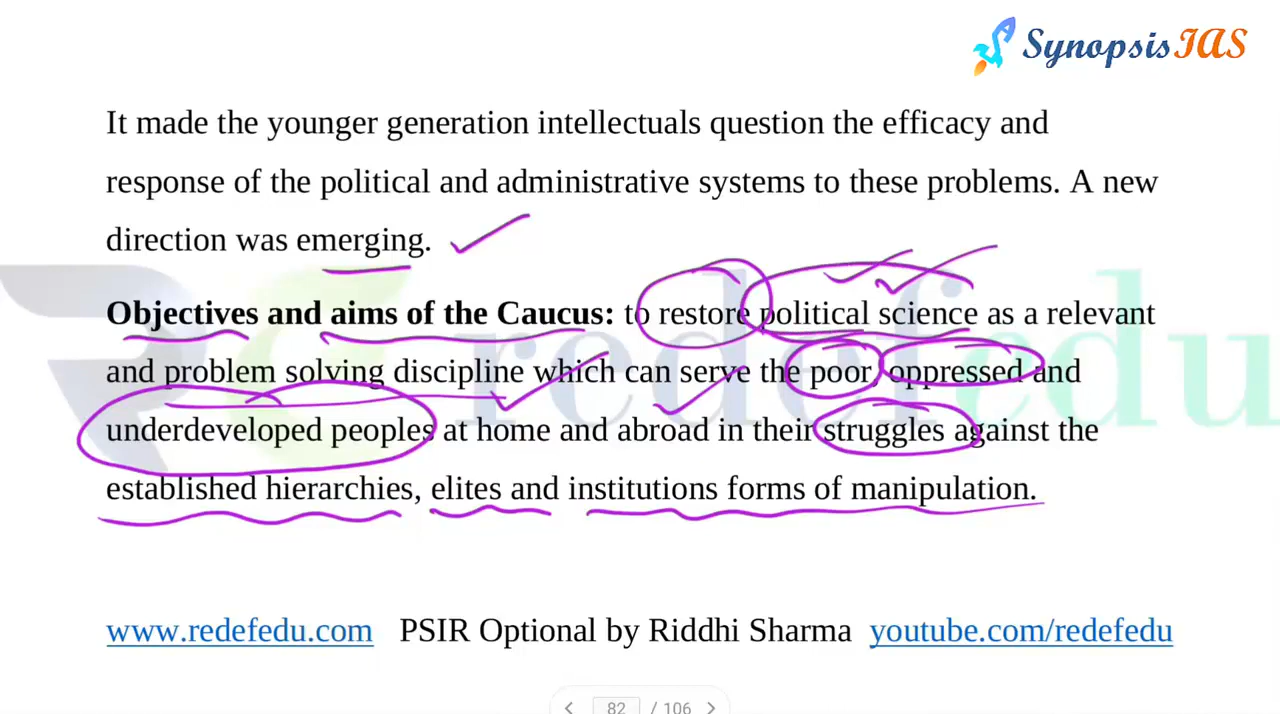 SynopsisIAS
It made the younger generation intellectuals question the efficacy and
response of the political and administrative systems to these problems. A new
direction was emerging.
Objectives and aims of the Caucus: to restore political science as a relevant
and problem solving discipline which can serve the poor, oppressed and
underdeveloped peoples at home and abroad in their struggles against the
established hierarchies, elites and institutions forms of manipulation.
redefedu
www.redefedu.com PSIR Optional by Riddhi Sharma youtube.com/redefedu
82 / 106